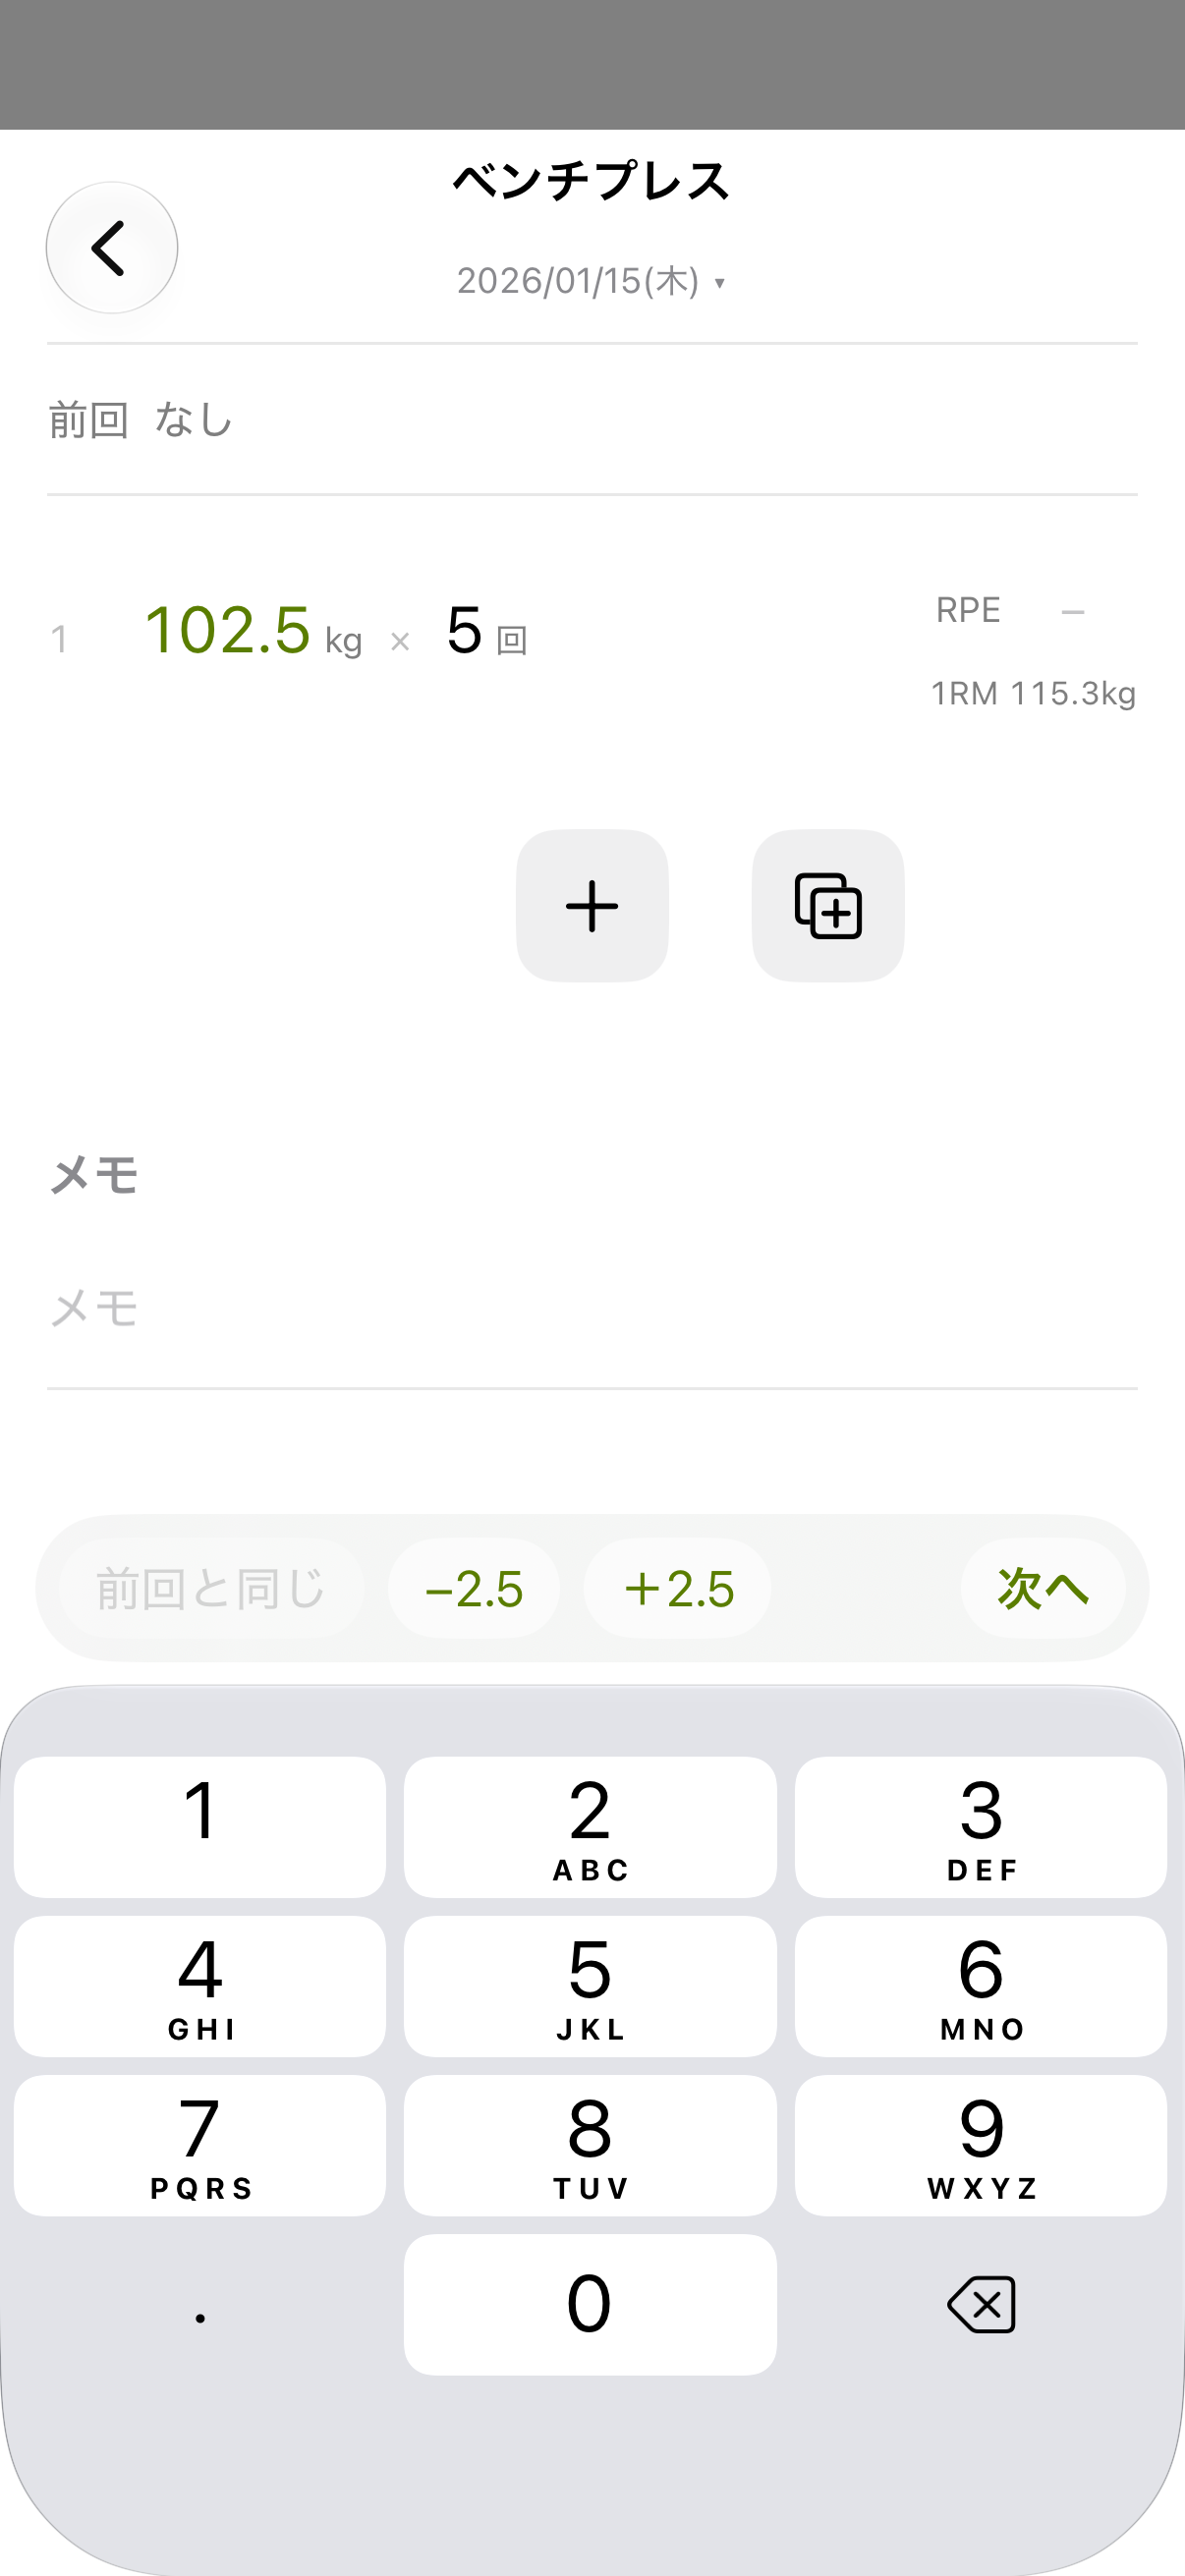 ベンチプレス
2026/01/15(木) ▾
前回 なし
1 102.5 kg × 5 回
RPE –
1RM 115.3kg
メモ
メモ
前回と同じ –2.5 +2.5 次へ
1 2 3
ABC DEF
4 5 6
GHI JKL MNO
7 8 9
PQRS TUV WXYZ
. 0